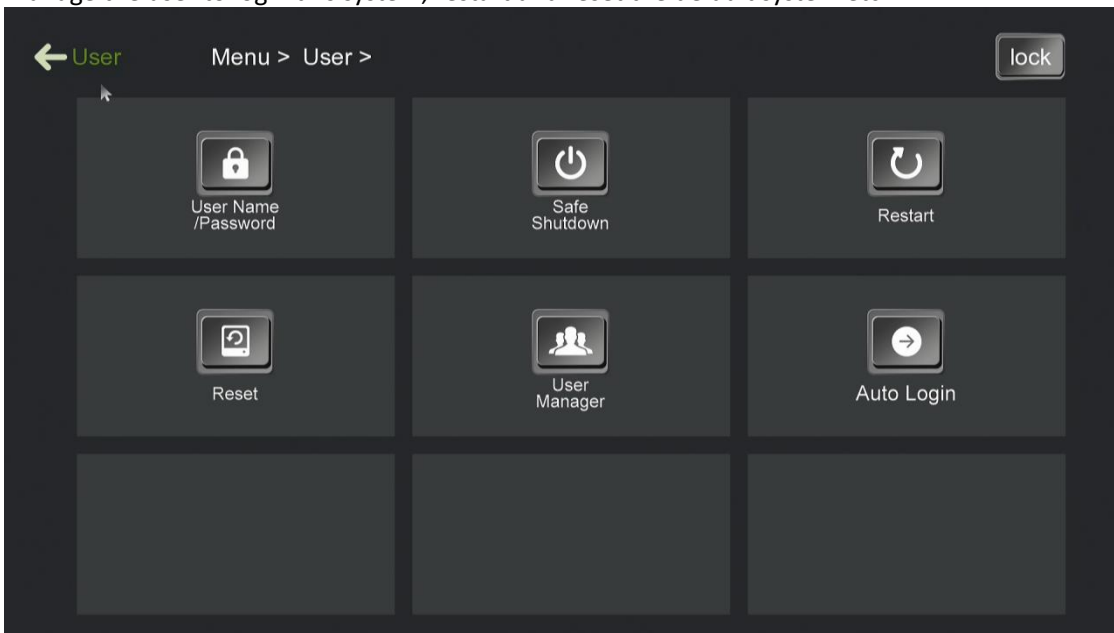 User
Menu > User >
lock
User Name
/Password
Safe
Shutdown
Restart
Reset
User
Manager
Auto Login